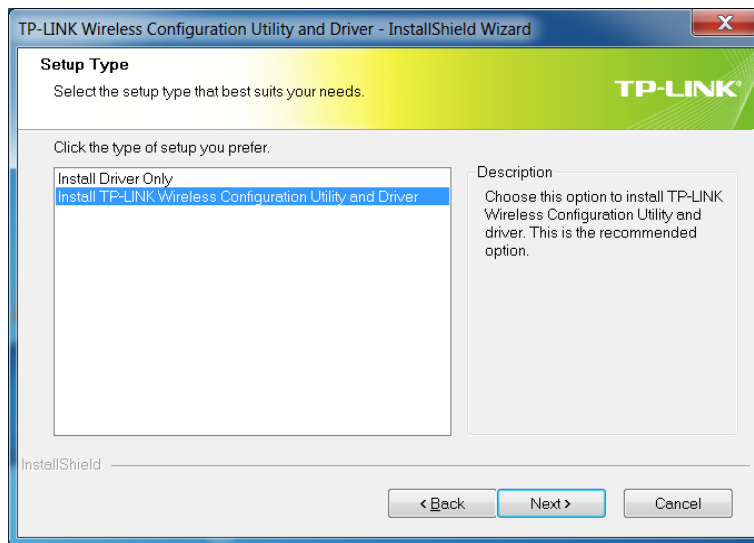 TP-LINK Wireless Configuration Utility and Driver - InstallShield Wizard
X
Setup Type
Select the setup type that best suits your needs.
TP-LINK®
Click the type of setup you prefer.
Install Driver Only
Install TP-LINK Wireless Configuration Utility and Driver
Description
Choose this option to install TP-LINK
Wireless Configuration Utility and
driver. This is the recommended
option.
InstallShield
< Back
Next >
Cancel